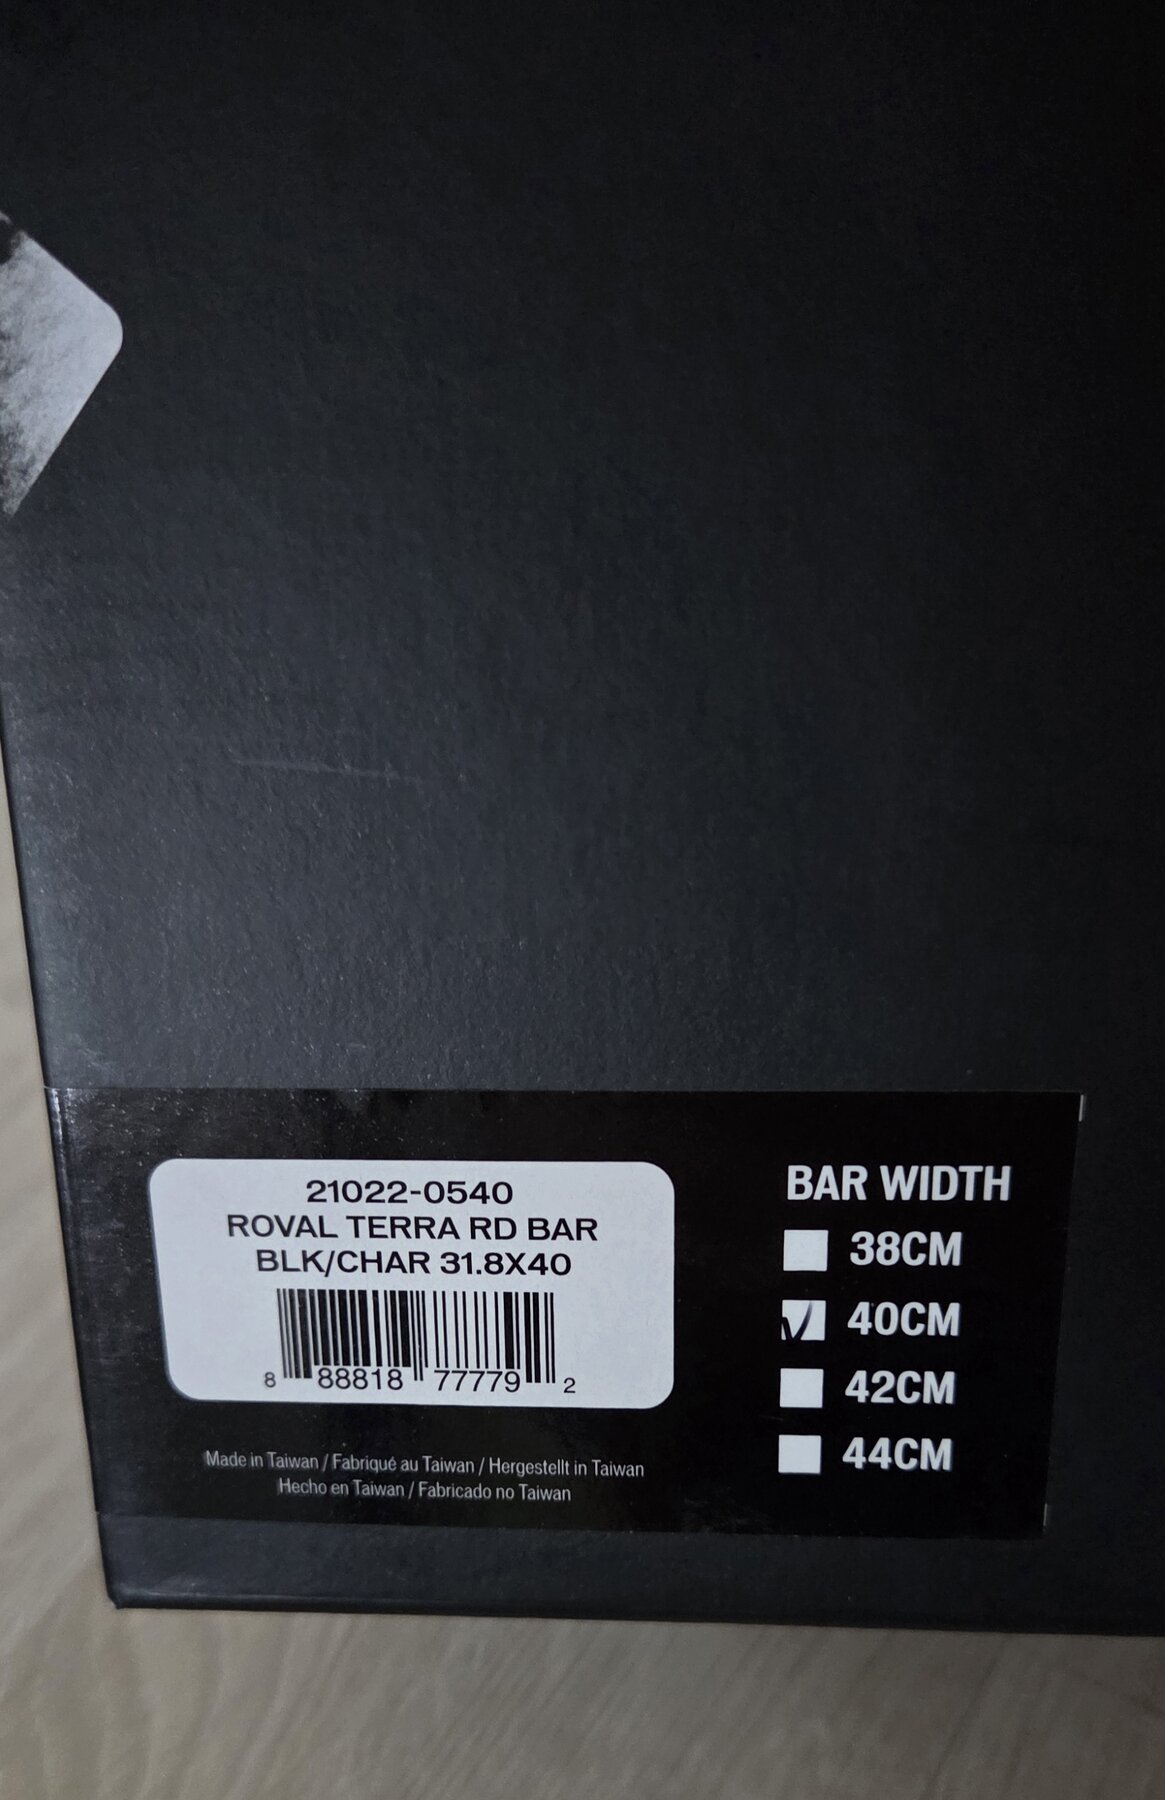 21022-0540
ROVAL TERRA RD BAR
BLK/CHAR 31.8X40
8 88818 77779 2
Made in Taiwan / Fabriqué au Taiwan / Hergestellt in Taiwan
Hecho en Taiwan / Fabricado no Taiwan
BAR WIDTH
38CM
40CM
42CM
44CM